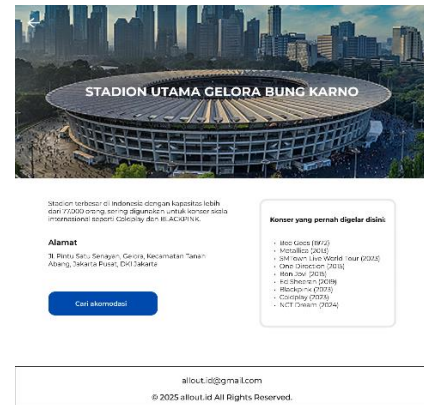 STADION UTAMA GELORA BUNG KARNO
Stadion terbesar di Indonesia dengan kapasitas lebih
dari 77.000 orang, sering digunakan untuk konser skala
internasional seperti Coldplay dan BLACKPINK.
Alamat
Jl. Pintu Satu Senayan, Gelora, Kecamatan Tanah
Abang, Jakarta Pusat, DKI Jakarta
Cari akomodasi
Konser yang pernah digelar disini:
• Bee Gees (1972)
• Metallica (2013)
• SMTown Live World Tour (2023)
• One Direction (2015)
• Bon Jovi (2015)
• Ed Sheeran (2019)
• Blackpink (2023)
• Coldplay (2023)
• NCT Dream (2024)
allout.id@gmail.com
© 2025 allout.id All Rights Reserved.